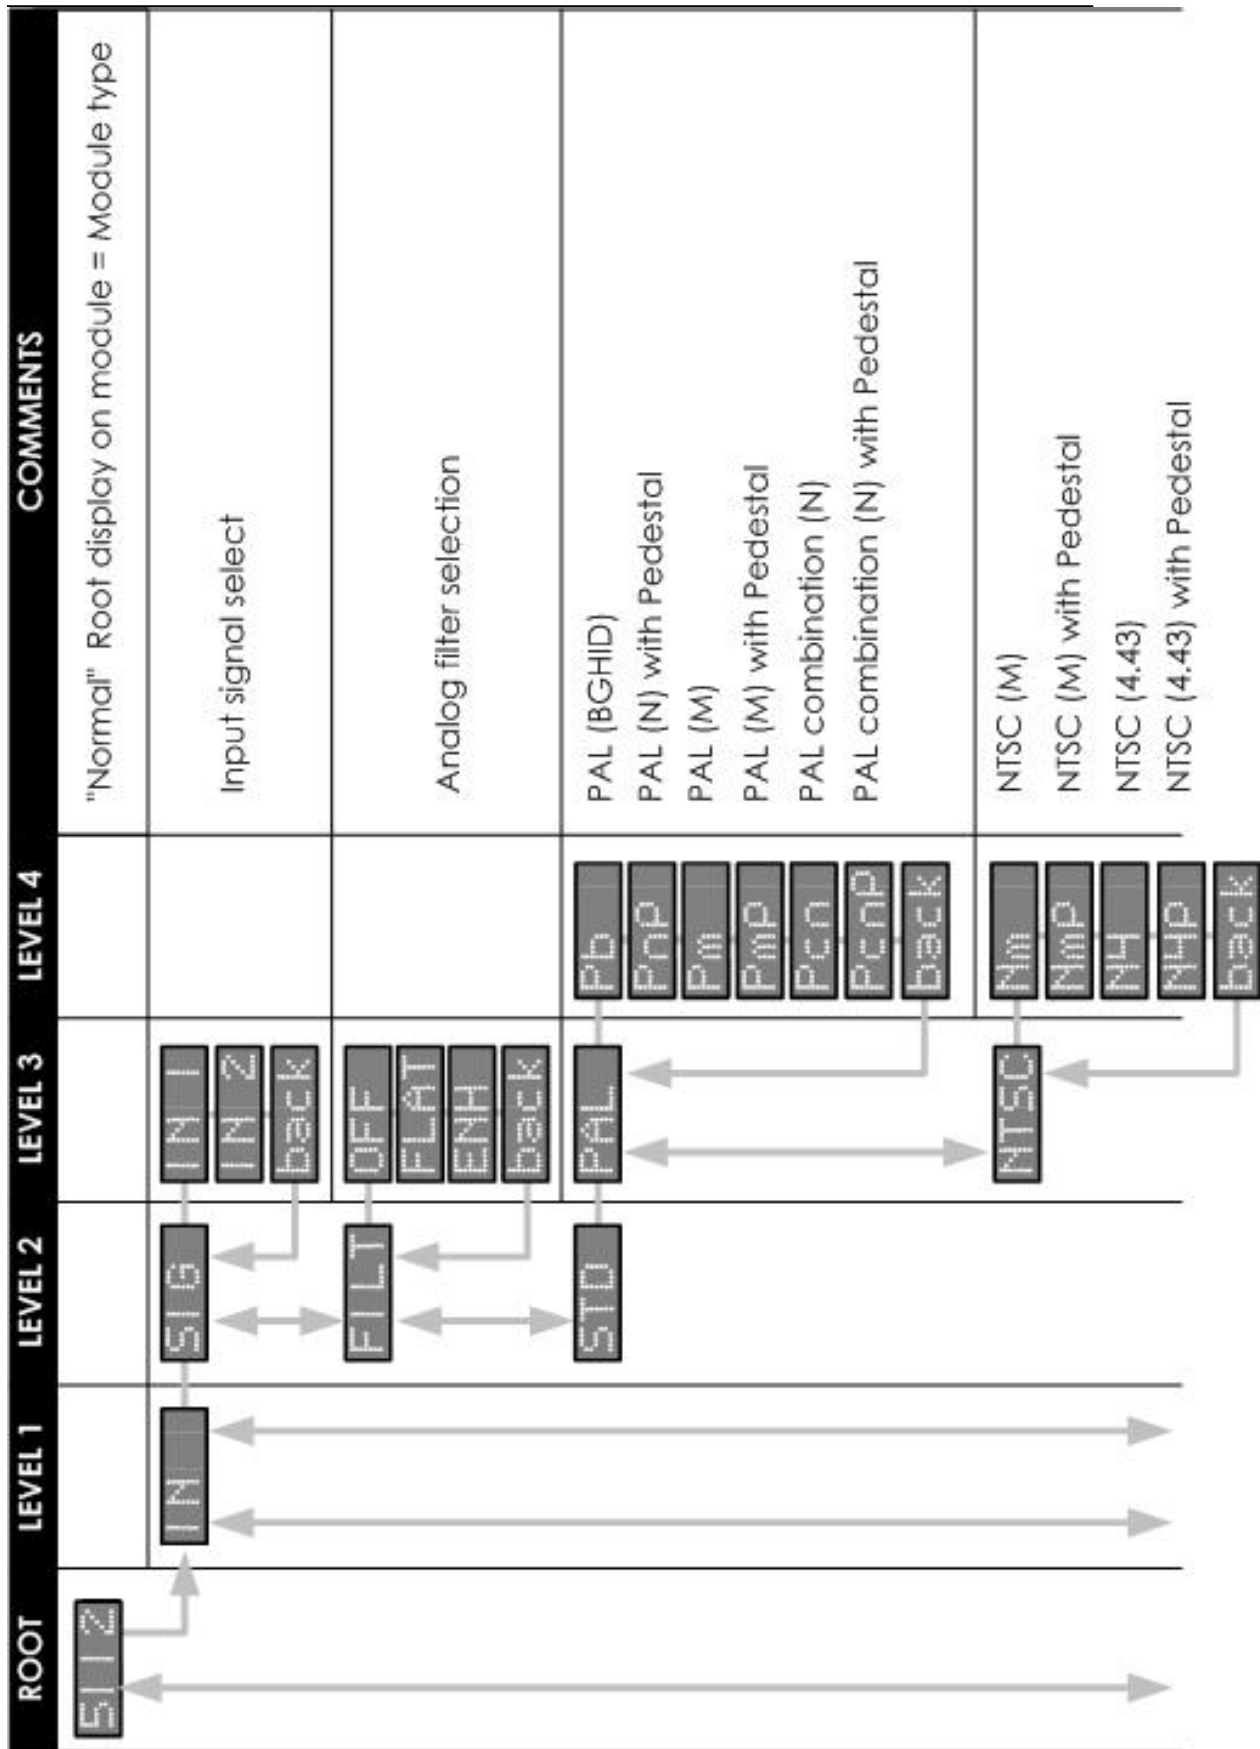 ROOT LEVEL 1 LEVEL 2 LEVEL 3 LEVEL 4 COMMENTS
S112 "Normal" Root display on module = Module type
IN SIG IN 1
IN 2 Input signal select
back
FILT OFF
FLAT Analog filter selection
ENH
back
STD PAL Pb PAL (BGHID)
PnP PAL (N) with Pedestal
Pm PAL (M)
PmP PAL (M) with Pedestal
Pcn PAL combination (N)
PcnP PAL combination (N) with Pedestal
back
NTSC Nm NTSC (M)
NmP NTSC (M) with Pedestal
N4 NTSC (4.43)
N4P NTSC (4.43) with Pedestal
back